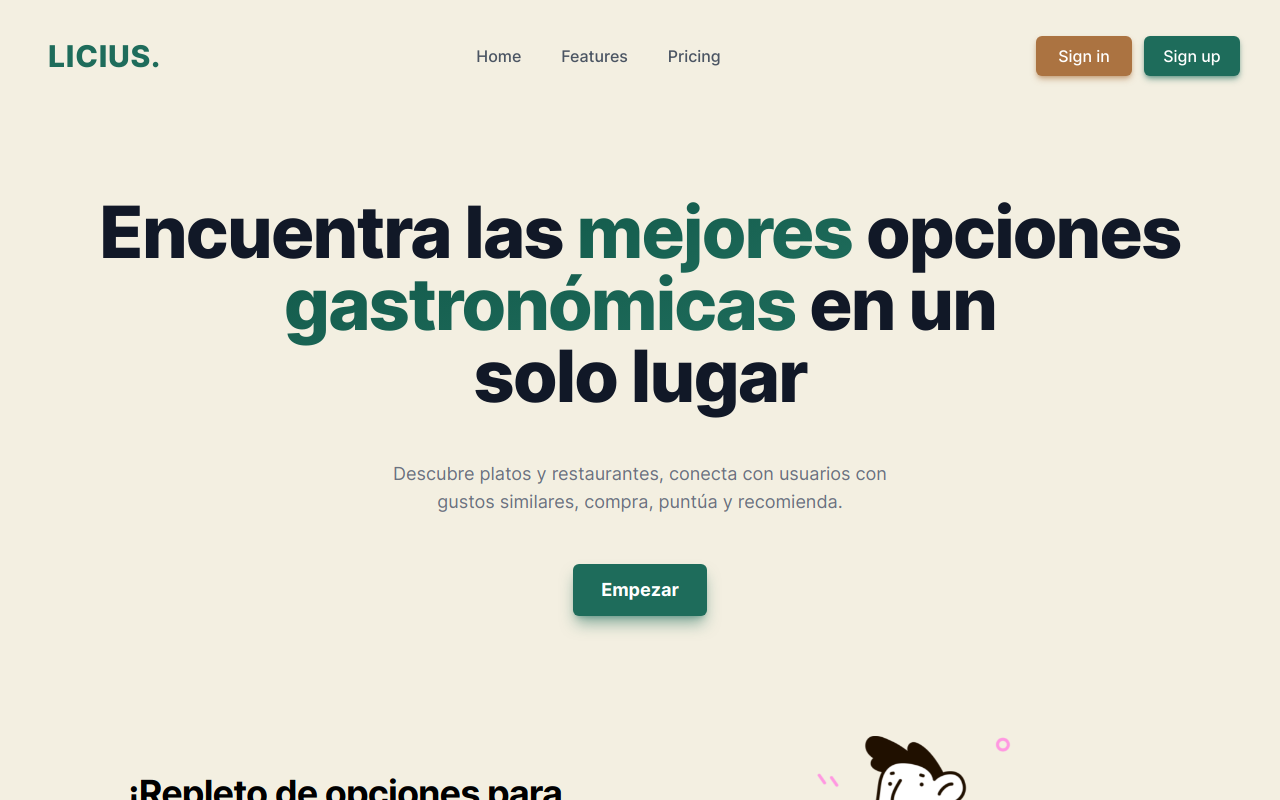 LICIUS.
Home
Features
Pricing
Sign in
Sign up
Encuentra las mejores opciones
gastronómicas en un
solo lugar
Descubre platos y restaurantes, conecta con usuarios con
gustos similares, compra, puntúa y recomienda.
Empezar
¡Repleto de opciones para